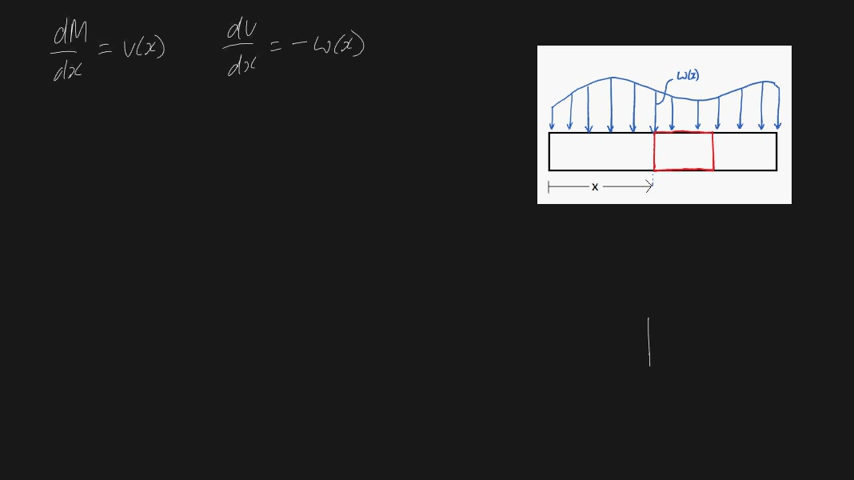 dM/dx = V(x)    dV/dx = -w(x)
w(x)
x